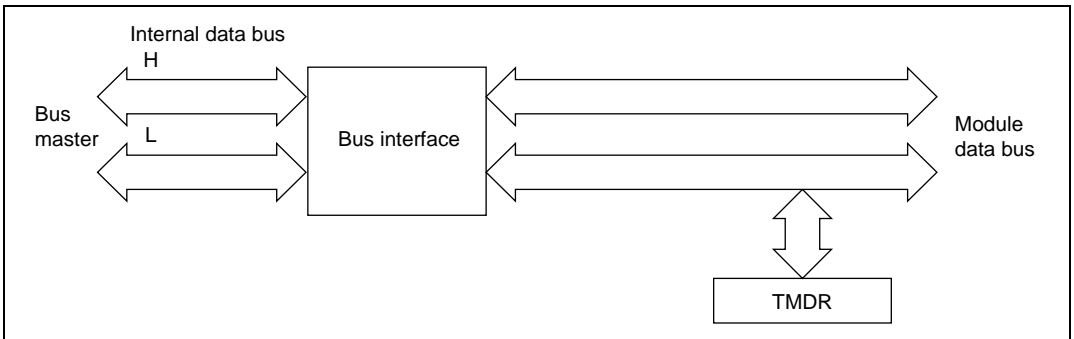 Internal data bus
H
Bus
master
L
Bus interface
Module
data bus
TMDR